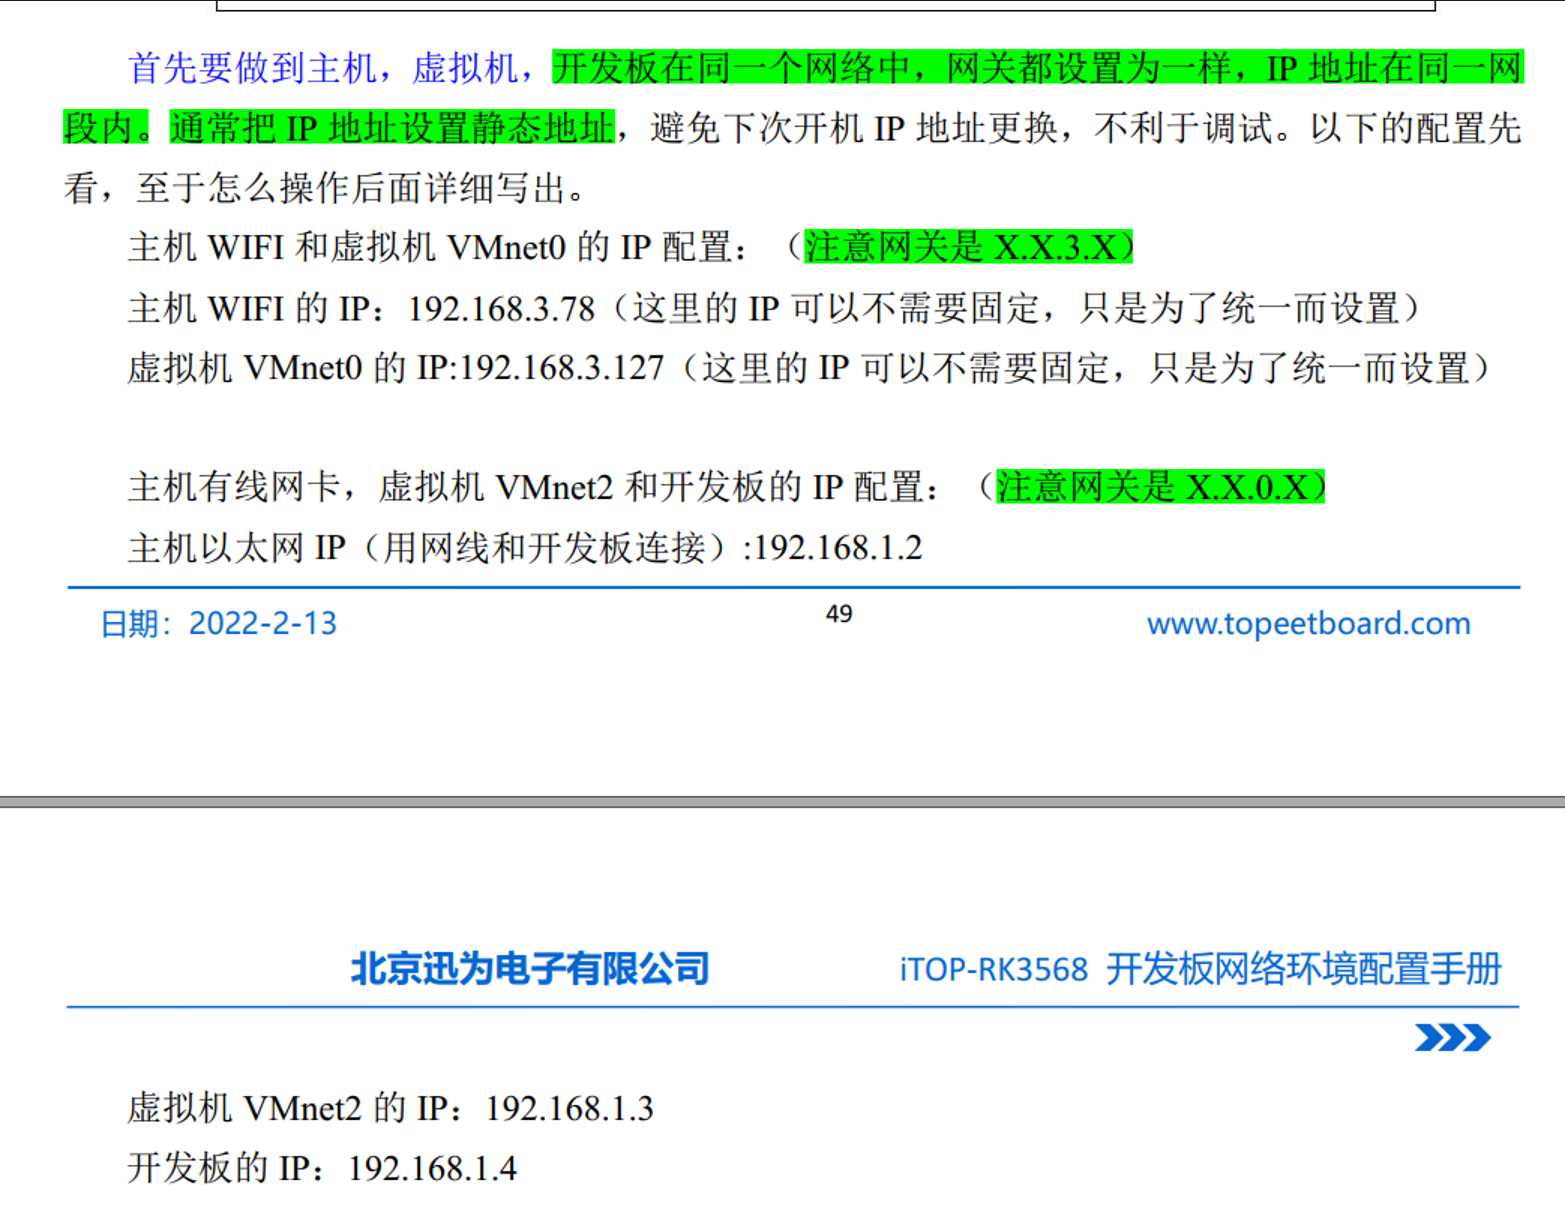 首先要做到主机，虚拟机，开发板在同一个网络中，网关都设置为一样，IP 地址在同一网
段内。通常把 IP 地址设置静态地址，避免下次开机 IP 地址更换，不利于调试。以下的配置先
看，至于怎么操作后面详细写出。
主机 WIFI 和虚拟机 VMnet0 的 IP 配置：（注意网关是 X.X.3.X）
主机 WIFI 的 IP：192.168.3.78（这里的 IP 可以不需要固定，只是为了统一而设置）
虚拟机 VMnet0 的 IP:192.168.3.127（这里的 IP 可以不需要固定，只是为了统一而设置）
主机有线网卡，虚拟机 VMnet2 和开发板的 IP 配置：（注意网关是 X.X.0.X）
主机以太网 IP（用网线和开发板连接）:192.168.1.2
日期：2022-2-13 49 www.topeetboard.com
北京迅为电子有限公司 iTOP-RK3568 开发板网络环境配置手册
虚拟机 VMnet2 的 IP：192.168.1.3
开发板的 IP：192.168.1.4